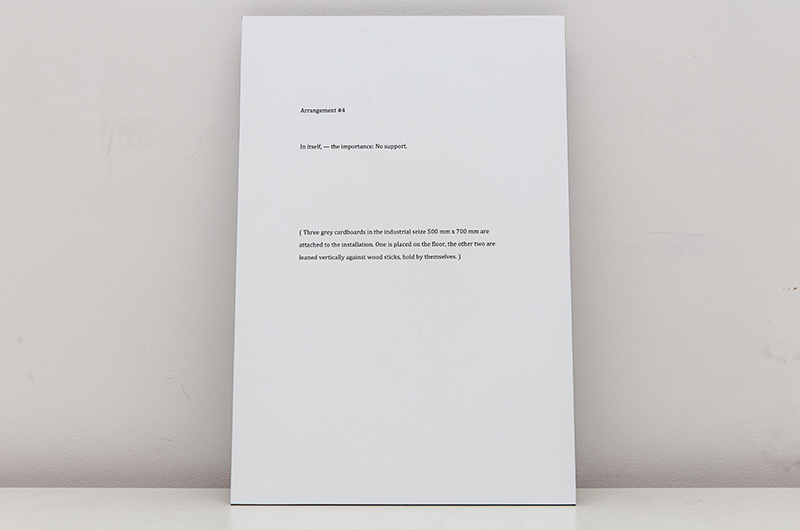 Arrangement #4
In itself, — the importance: No support.
( Three grey cardboards in the industrial seize 500 mm x 700 mm are
attached to the installation. One is placed on the floor, the other two are
leaned vertically against wood sticks, hold by themselves. )